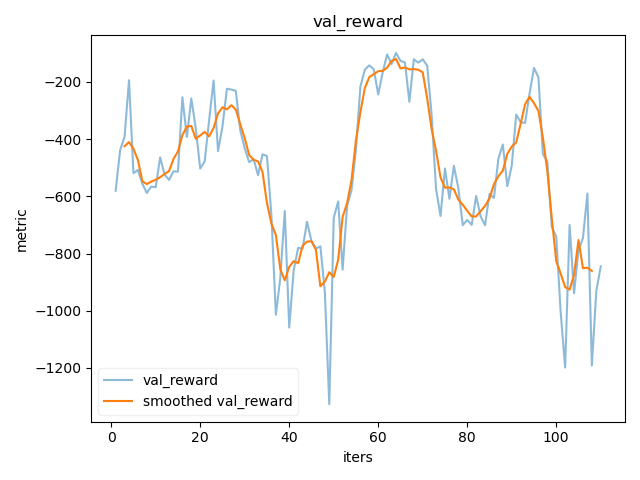 val_reward
metric
−200
−400
−600
−800
−1000
−1200
0 20 40 60 80 100
iters
val_reward
smoothed val_reward